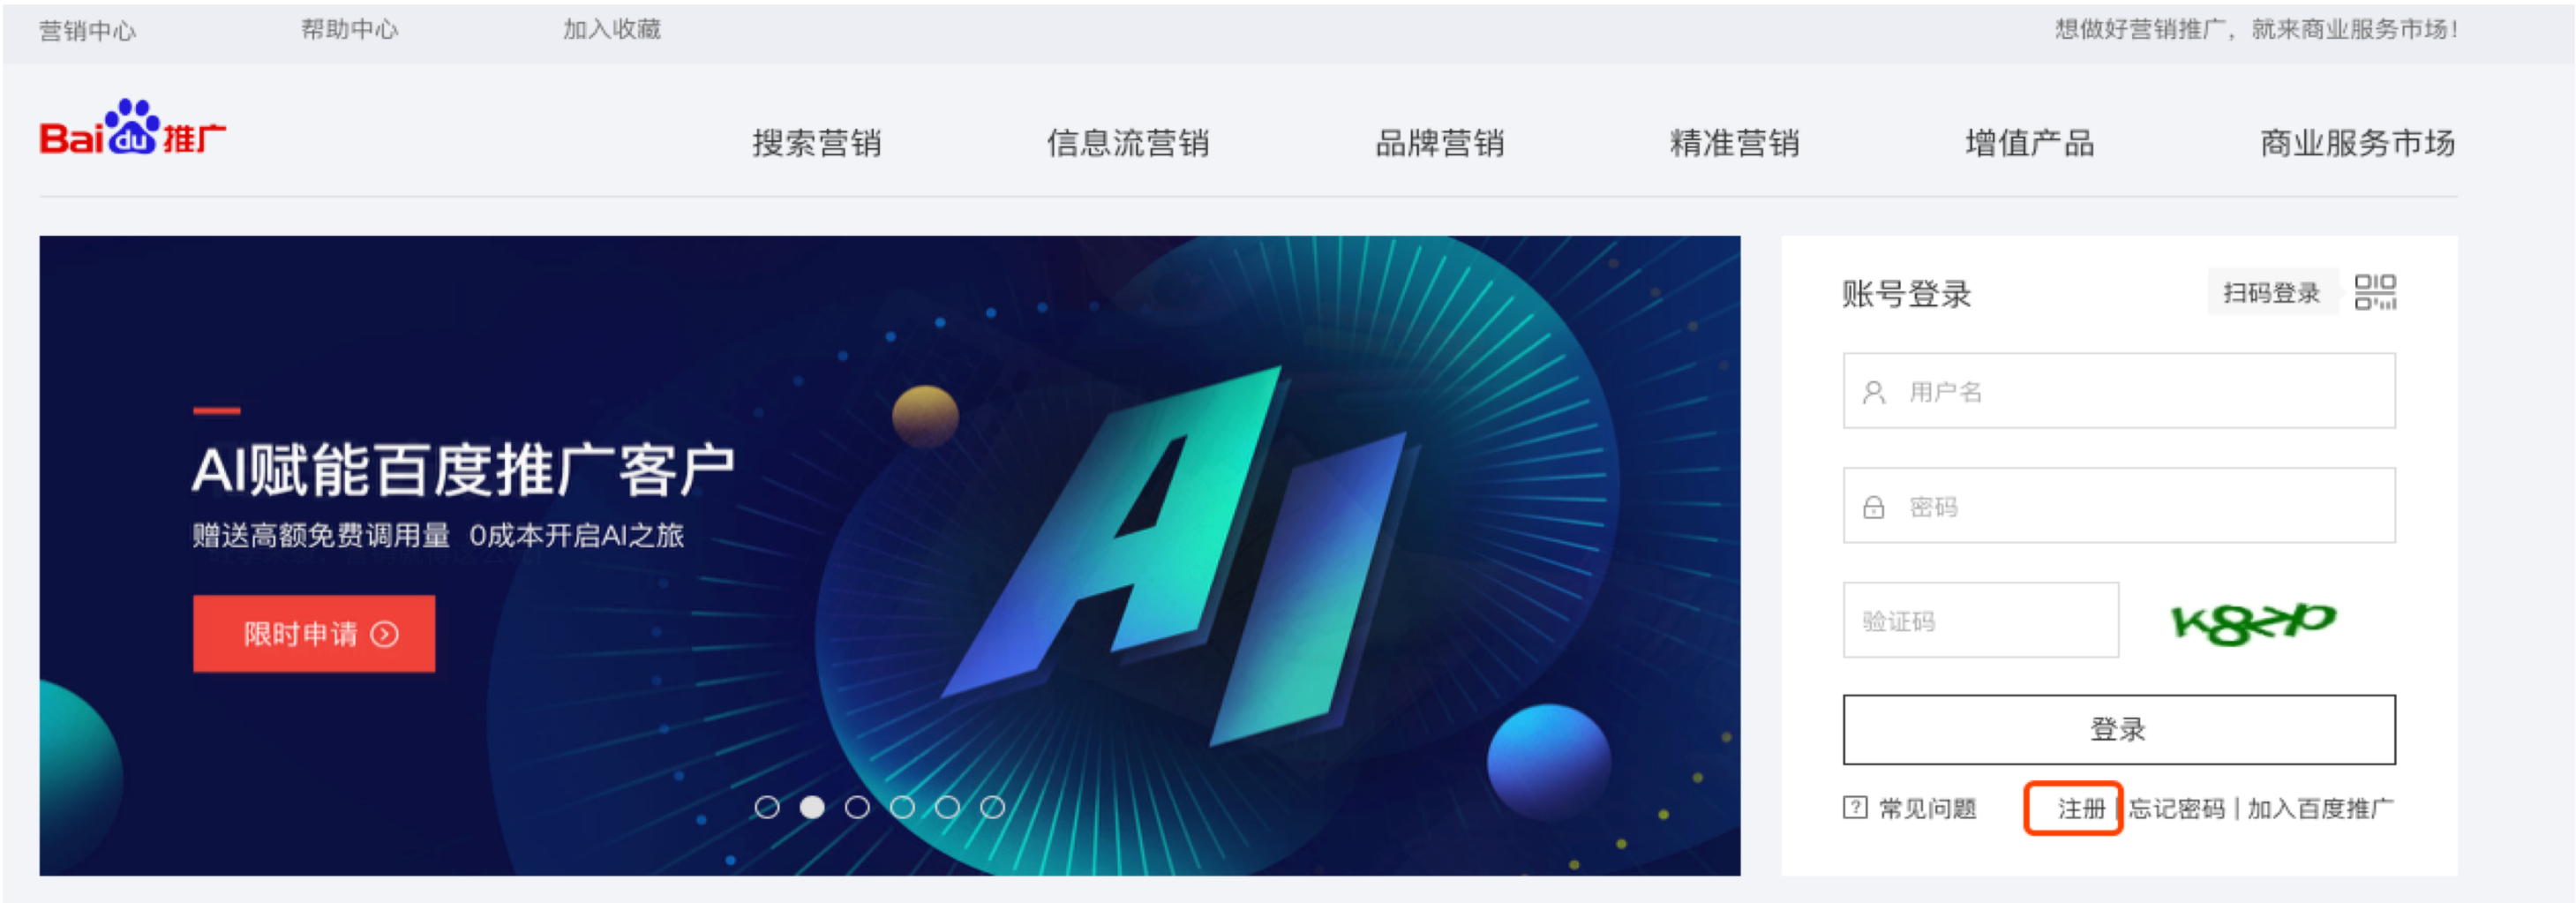 营销中心 帮助中心 加入收藏 想做好营销推广，就来商业服务市场！
Baidu推广 搜索营销 信息流营销 品牌营销 精准营销 增值产品 商业服务市场
AI
AI赋能百度推广客户
赠送高额免费调用量 0成本开启AI之旅
限时申请
账号登录 扫码登录
用户名
密码
验证码
登录
? 常见问题 注册 | 忘记密码 | 加入百度推广